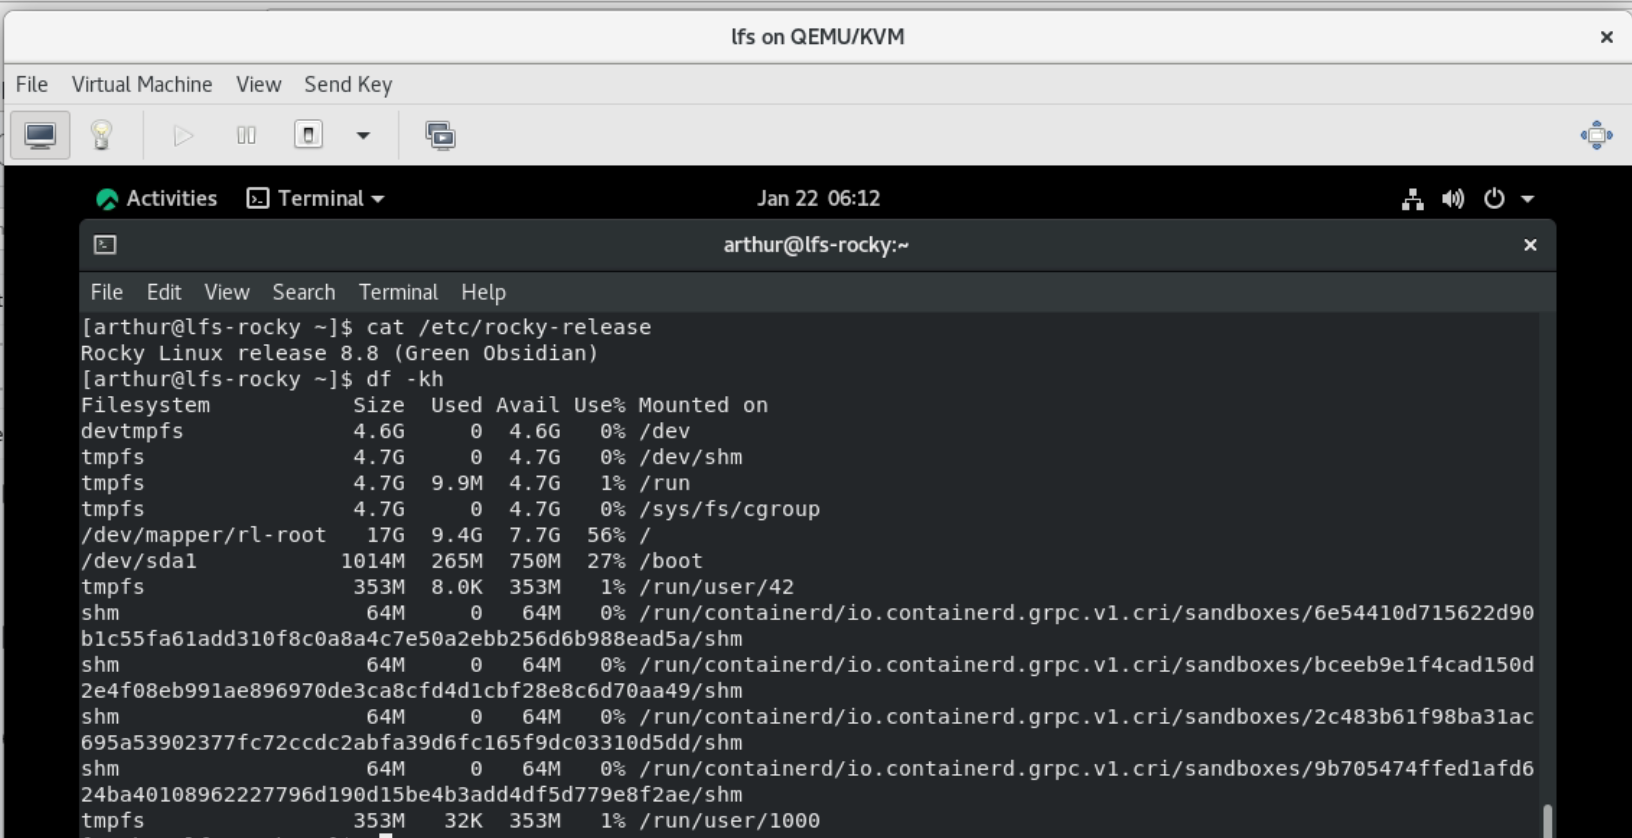 lfs on QEMU/KVM
File Virtual Machine View Send Key
Activities Terminal Jan 22 06:12
arthur@lfs-rocky:~
File Edit View Search Terminal Help
[arthur@lfs-rocky ~]$ cat /etc/rocky-release
Rocky Linux release 8.8 (Green Obsidian)
[arthur@lfs-rocky ~]$ df -kh
Filesystem Size Used Avail Use% Mounted on
devtmpfs 4.6G 0 4.6G 0% /dev
tmpfs 4.7G 0 4.7G 0% /dev/shm
tmpfs 4.7G 9.9M 4.7G 1% /run
tmpfs 4.7G 0 4.7G 0% /sys/fs/cgroup
/dev/mapper/rl-root 17G 9.4G 7.7G 56% /
/dev/sda1 1014M 265M 750M 27% /boot
tmpfs 353M 8.0K 353M 1% /run/user/42
shm 64M 0 64M 0% /run/containerd/io.containerd.grpc.v1.cri/sandboxes/6e54410d715622d90
b1c55fa61add310f8c0a8a4c7e50a2ebb256d6b988ead5a/shm
shm 64M 0 64M 0% /run/containerd/io.containerd.grpc.v1.cri/sandboxes/bceeb9e1f4cad150d
2e4f08eb991ae896970de3ca8cfd4d1cbf28e8c6d70aa49/shm
shm 64M 0 64M 0% /run/containerd/io.containerd.grpc.v1.cri/sandboxes/2c483b61f98ba31ac
695a53902377fc72ccdc2abfa39d6fc165f9dc03310d5dd/shm
shm 64M 0 64M 0% /run/containerd/io.containerd.grpc.v1.cri/sandboxes/9b705474ffed1afd6
24ba40108962227796d190d15be4b3add4df5d779e8f2ae/shm
tmpfs 353M 32K 353M 1% /run/user/1000